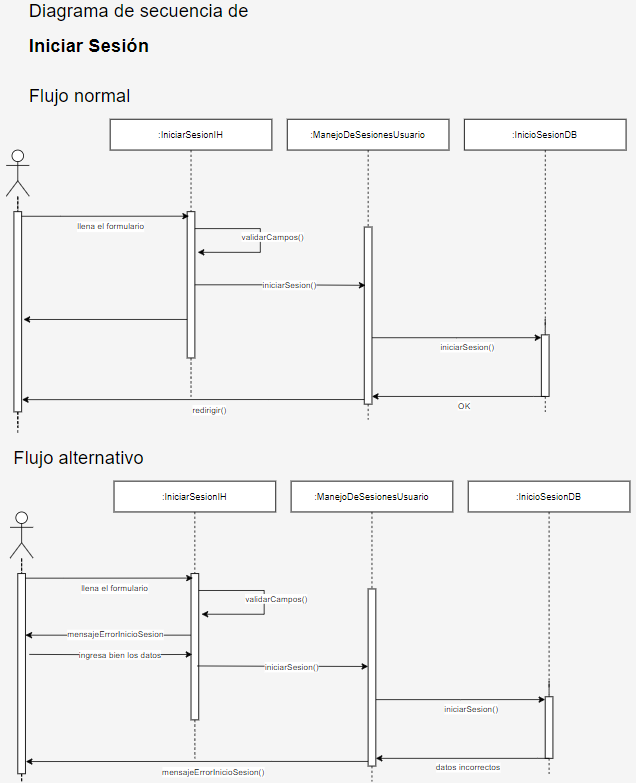 Diagrama de secuencia de
Iniciar Sesión
Flujo normal
:IniciarSesionIH
:ManejoDeSesionesUsuario
:InicioSesionDB
llena el formulario
validarCampos()
iniciarSesion()
iniciarSesion()
OK
redirigir()
Flujo alternativo
:IniciarSesionIH
:ManejoDeSesionesUsuario
:InicioSesionDB
llena el formulario
validarCampos()
mensajeErrorInicioSesion
ingresa bien los datos
iniciarSesion()
iniciarSesion()
datos incorrectos
mensajeErrorInicioSesion()